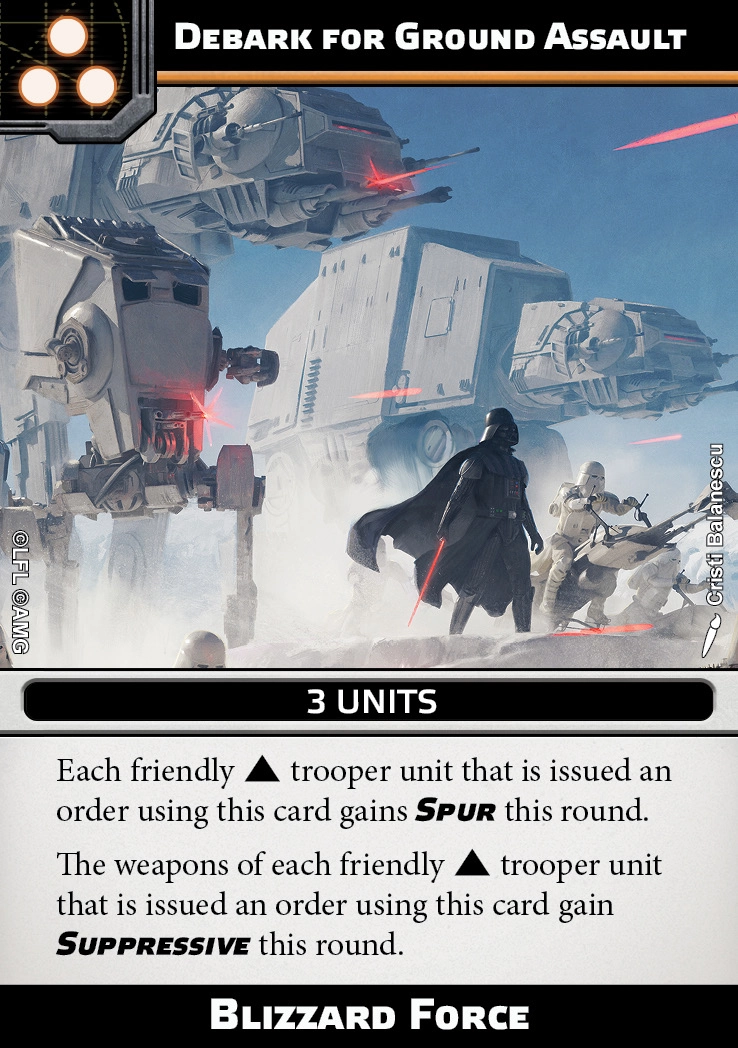 Debark for Ground Assault
©LFL ©AMG
Cristi Balanescu
3 UNITS
Each friendly ▲ trooper unit that is issued an
order using this card gains Spur this round.
The weapons of each friendly ▲ trooper unit
that is issued an order using this card gain
Suppressive this round.
Blizzard Force